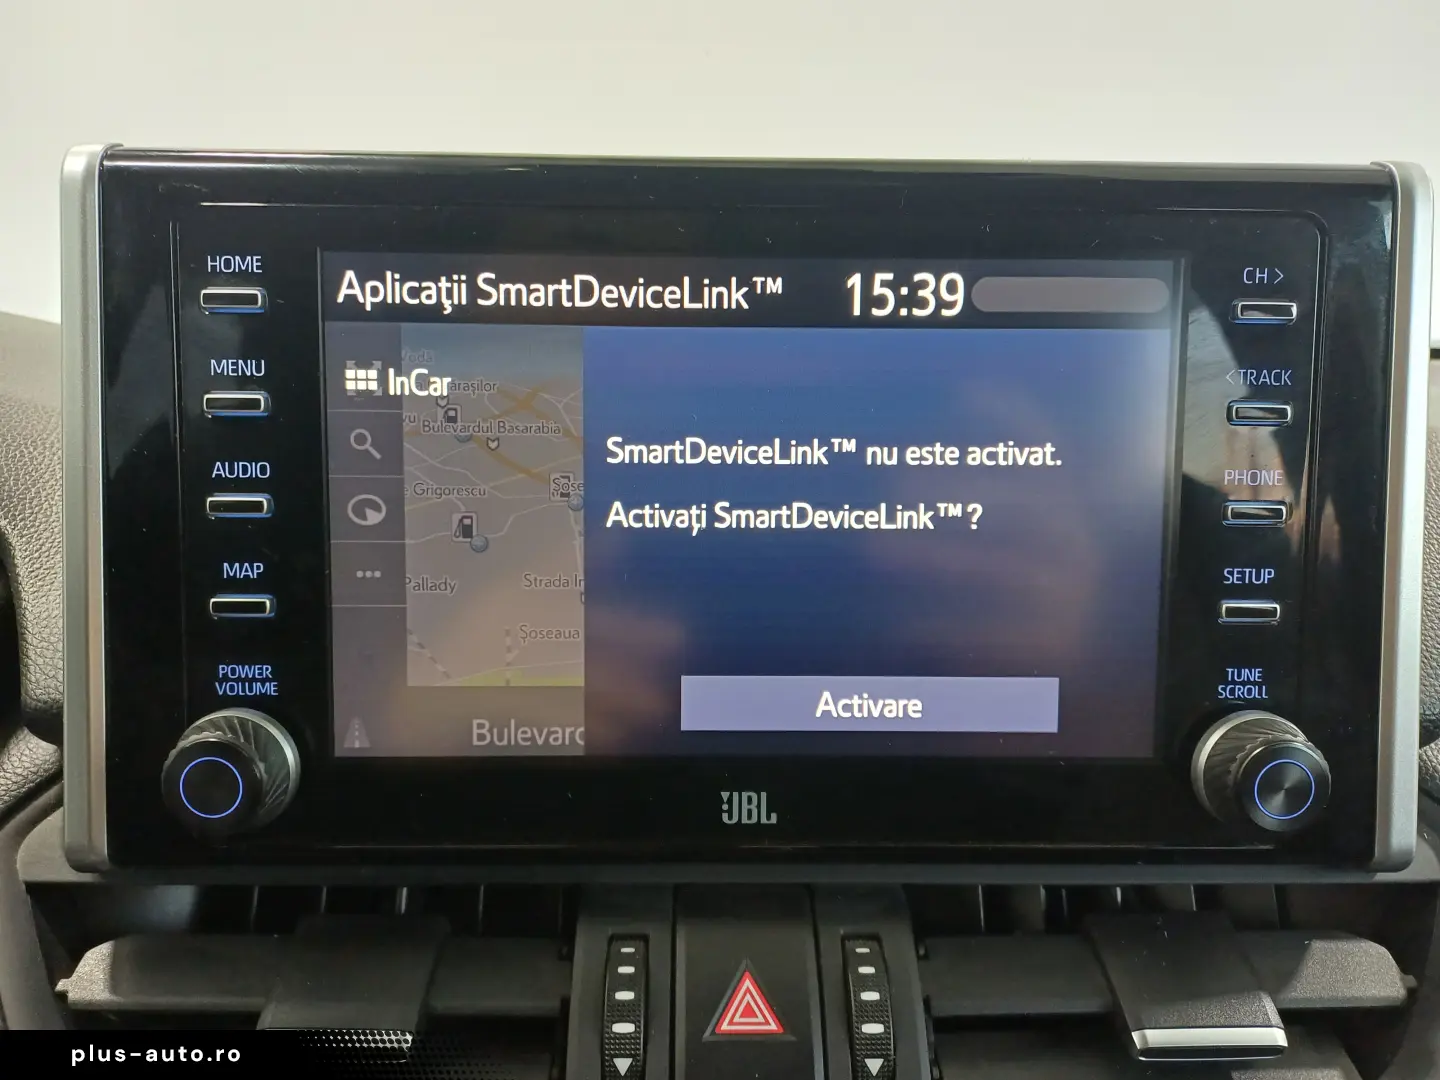 HOME
MENU
AUDIO
MAP
POWER
VOLUME
Aplicaţii SmartDeviceLink™ 15:39
InCar
Bulevardul Basarabia
Grigorescu
Pallady
Strada
Şoseaua
SmartDeviceLink™ nu este activat.
Activaţi SmartDeviceLink™?
Activare
CH >
<TRACK
PHONE
SETUP
TUNE
SCROLL
JBL
plus-auto.ro